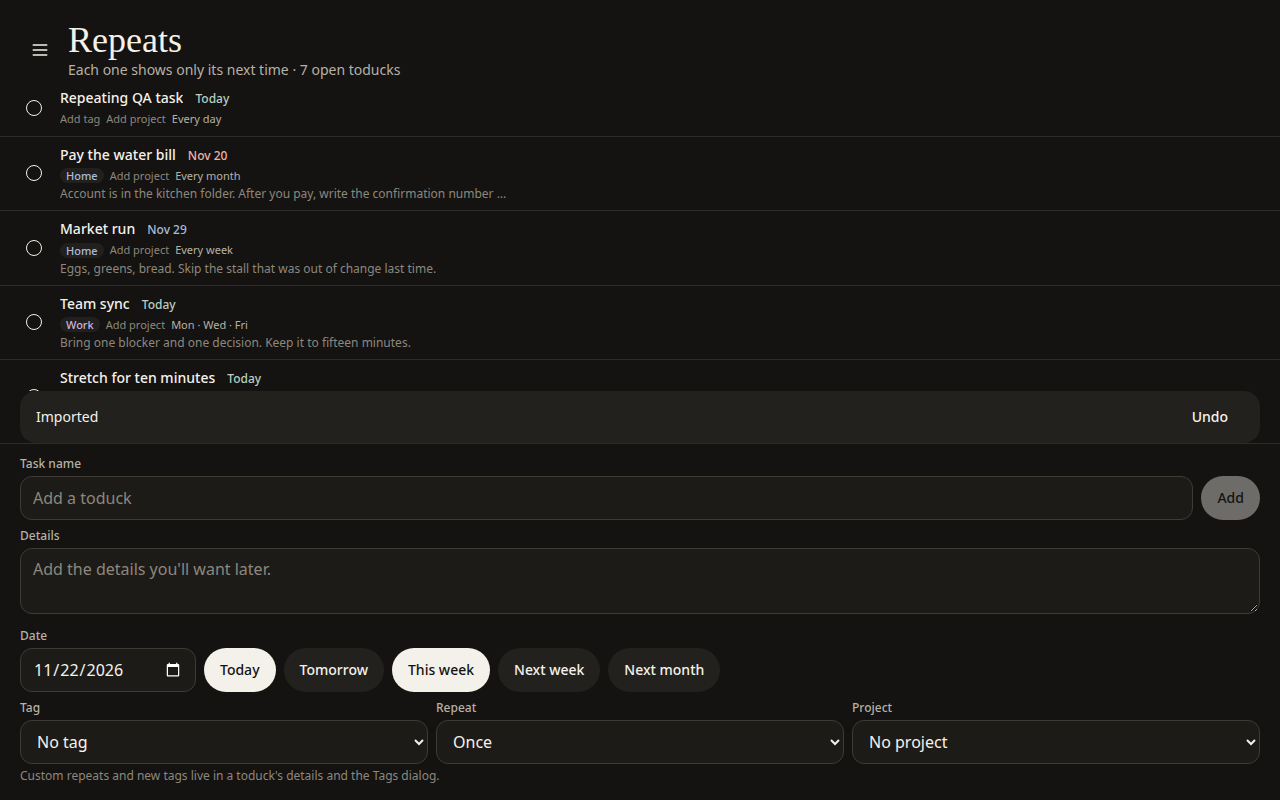 Repeats
Each one shows only its next time · 7 open toducks
Repeating QA task Today
Add tag Add project Every day
Pay the water bill Nov 20
Home Add project Every month
Account is in the kitchen folder. After you pay, write the confirmation number ...
Market run Nov 29
Home Add project Every week
Eggs, greens, bread. Skip the stall that was out of change last time.
Team sync Today
Work Add project Mon · Wed · Fri
Bring one blocker and one decision. Keep it to fifteen minutes.
Stretch for ten minutes Today
Imported Undo
Task name
Add a toduck Add
Details
Add the details you'll want later.
Date
11/22/2026 Today Tomorrow This week Next week Next month
Tag Repeat Project
No tag Once No project
Custom repeats and new tags live in a toduck's details and the Tags dialog.